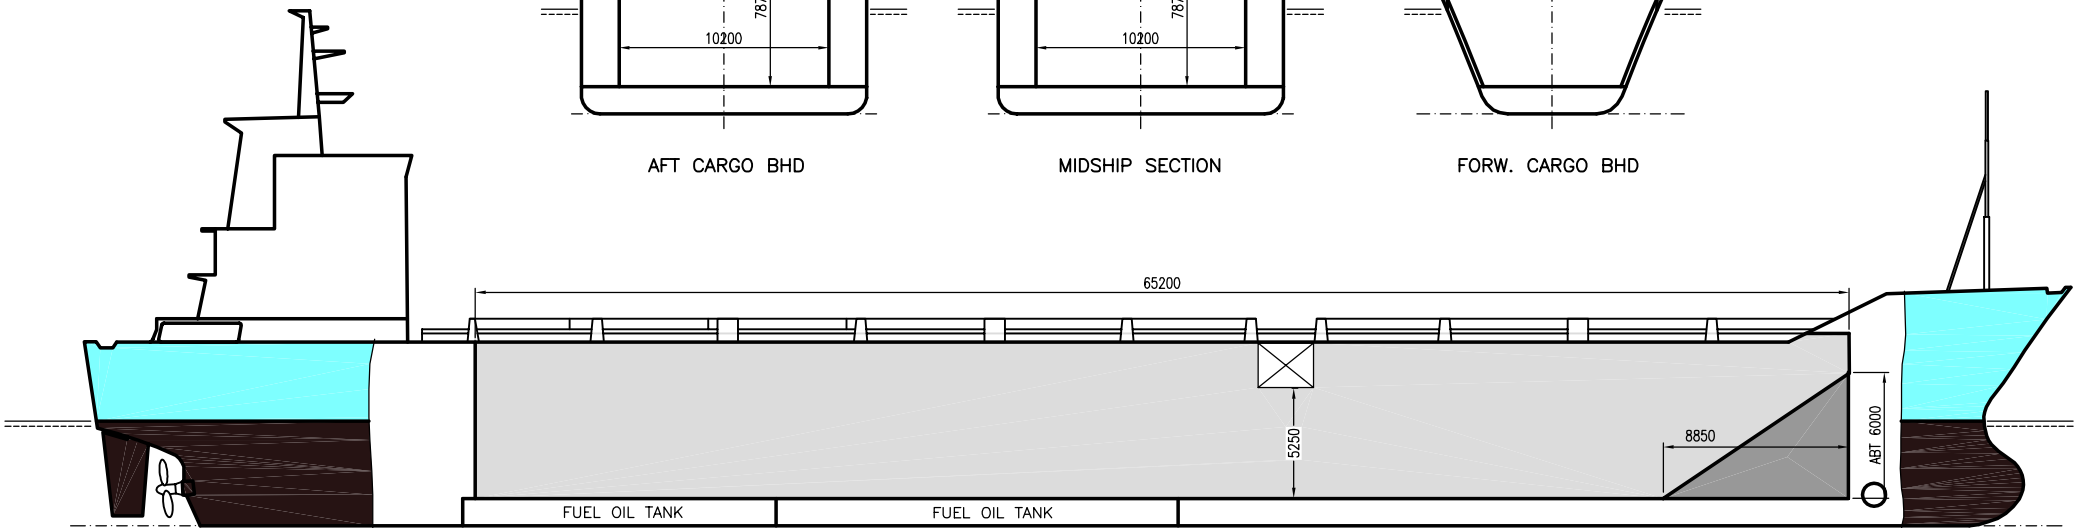 10200
10200
AFT CARGO BHD
MIDSHIP SECTION
FORW. CARGO BHD
65200
5250
8850
ABT 6000
FUEL OIL TANK
FUEL OIL TANK